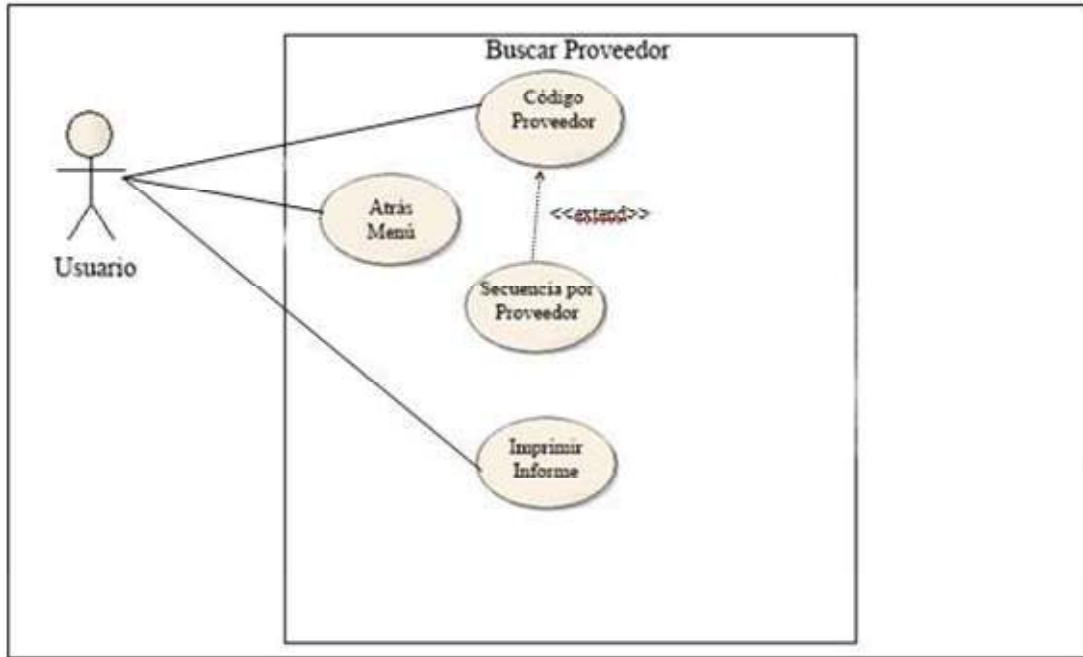 Buscar Proveedor
Código
Proveedor
Atrás
Menú
<<extend>>
Usuario
Secuencia por
Proveedor
Imprimir
Informe